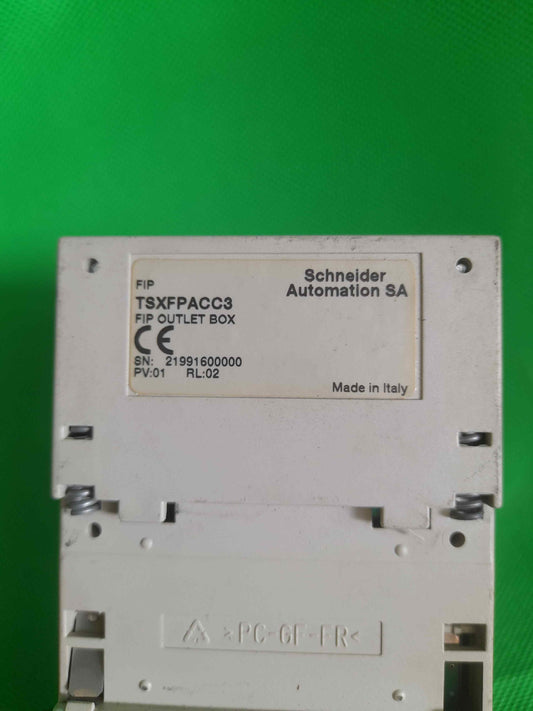 FIP
TSXFPACC3
FIP OUTLET BOX
CE
SN: 21991600000
PV:01 RL:02
Schneider
Automation SA
Made in Italy
>PC-GF-FR<